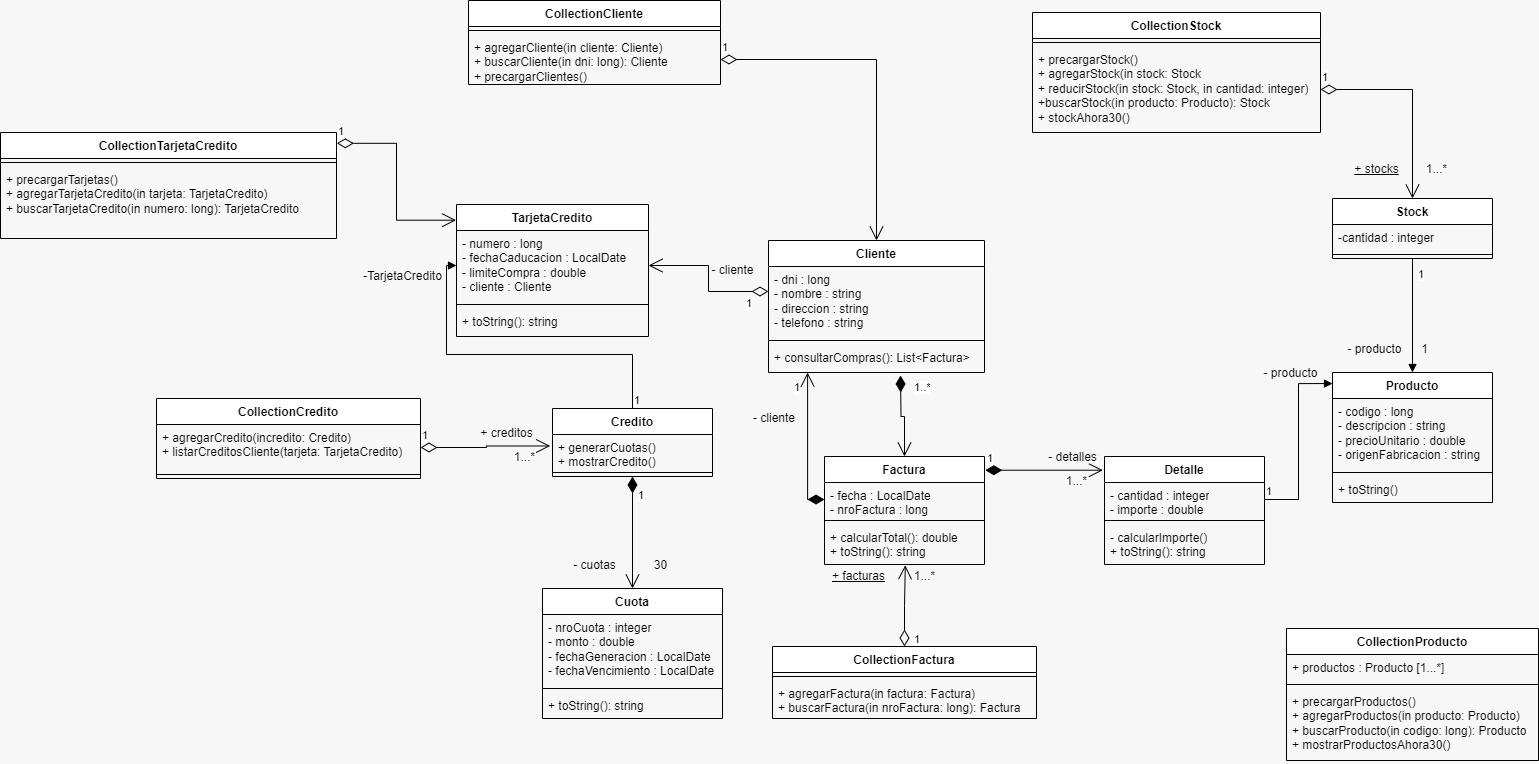 CollectionCliente
+ agregarCliente(in cliente: Cliente)
+ buscarCliente(in dni: long): Cliente
+ precargarClientes()
1
CollectionStock
+ precargarStock()
+ agregarStock(in stock: Stock
+ reducirStock(in stock: Stock, in cantidad: integer)
+buscarStock(in producto: Producto): Stock
+ stockAhora30()
1
+ stocks
1...*
CollectionTarjetaCredito
+ precargarTarjetas()
+ agregarTarjetaCredito(in tarjeta: TarjetaCredito)
+ buscarTarjetaCredito(in numero: long): TarjetaCredito
1
TarjetaCredito
- numero : long
- fechaCaducacion : LocalDate
- limiteCompra : double
- cliente : Cliente
+ toString(): string
-TarjetaCredito
- cliente
1
Cliente
- dni : long
- nombre : string
- direccion : string
- telefono : string
+ consultarCompras(): List<Factura>
Stock
-cantidad : integer
1
- producto
1
- producto
Producto
- codigo : long
- descripcion : string
- precioUnitario : double
- origenFabricacion : string
+ toString()
1
1..*
- cliente
CollectionCredito
+ agregarCredito(incredito: Credito)
+ listarCreditosCliente(tarjeta: TarjetaCredito)
1
+ creditos
1...*
1
Credito
+ generarCuotas()
+ mostrarCredito()
1
- cuotas
30
Factura
- fecha : LocalDate
- nroFactura : long
+ calcularTotal(): double
+ toString(): string
1
- detalles
1...*
Detalle
- cantidad : integer
- importe : double
- calcularImporte()
+ toString(): string
1
+ facturas
1...*
1
Cuota
- nroCuota : integer
- monto : double
- fechaGeneracion : LocalDate
- fechaVencimiento : LocalDate
+ toString(): string
CollectionFactura
+ agregarFactura(in factura: Factura)
+ buscarFactura(in nroFactura: long): Factura
CollectionProducto
+ productos : Producto [1...*]
+ precargarProductos()
+ agregarProductos(in producto: Producto)
+ buscarProducto(in codigo: long): Producto
+ mostrarProductosAhora30()